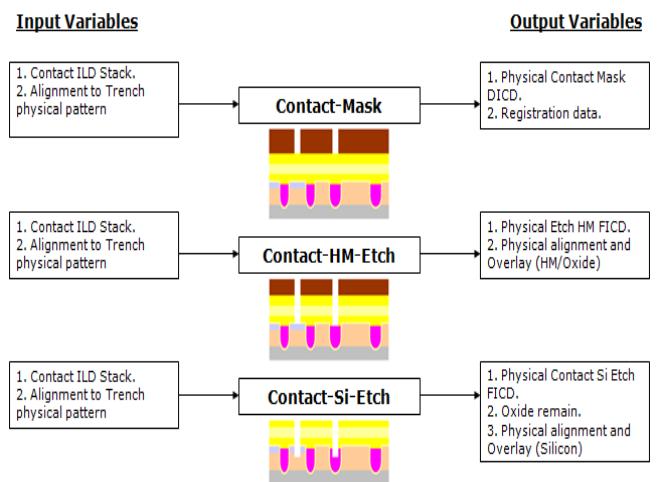 Input Variables
Output Variables
1. Contact ILD Stack.
2. Alignment to Trench
physical pattern
Contact-Mask
1. Physical Contact Mask
DICD.
2. Registration data.
1. Contact ILD Stack.
2. Alignment to Trench
physical pattern
Contact-HM-Etch
1. Physical Etch HM FICD.
2. Physical alignment and
Overlay (HM/Oxide)
1. Contact ILD Stack.
2. Alignment to Trench
physical pattern
Contact-Si-Etch
1. Physical Contact Si Etch
FICD.
2. Oxide remain.
3. Physical alignment and
Overlay (Silicon)